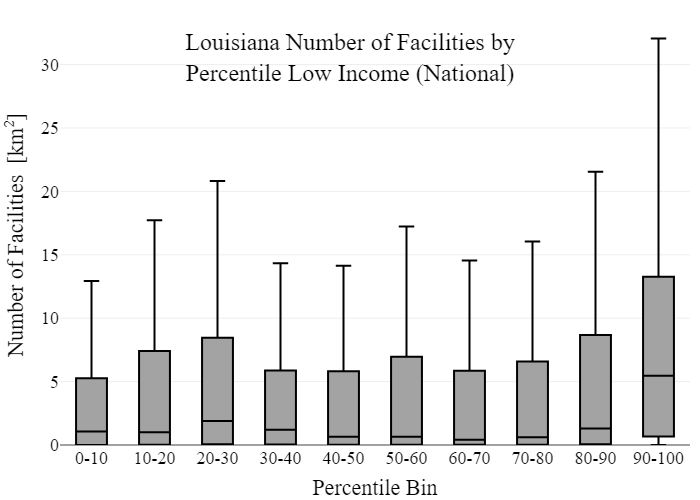 Louisiana Number of Facilities by
Percentile Low Income (National)
Number of Facilities [km²]
30
25
20
15
10
5
0
0-10 10-20 20-30 30-40 40-50 50-60 60-70 70-80 80-90 90-100
Percentile Bin